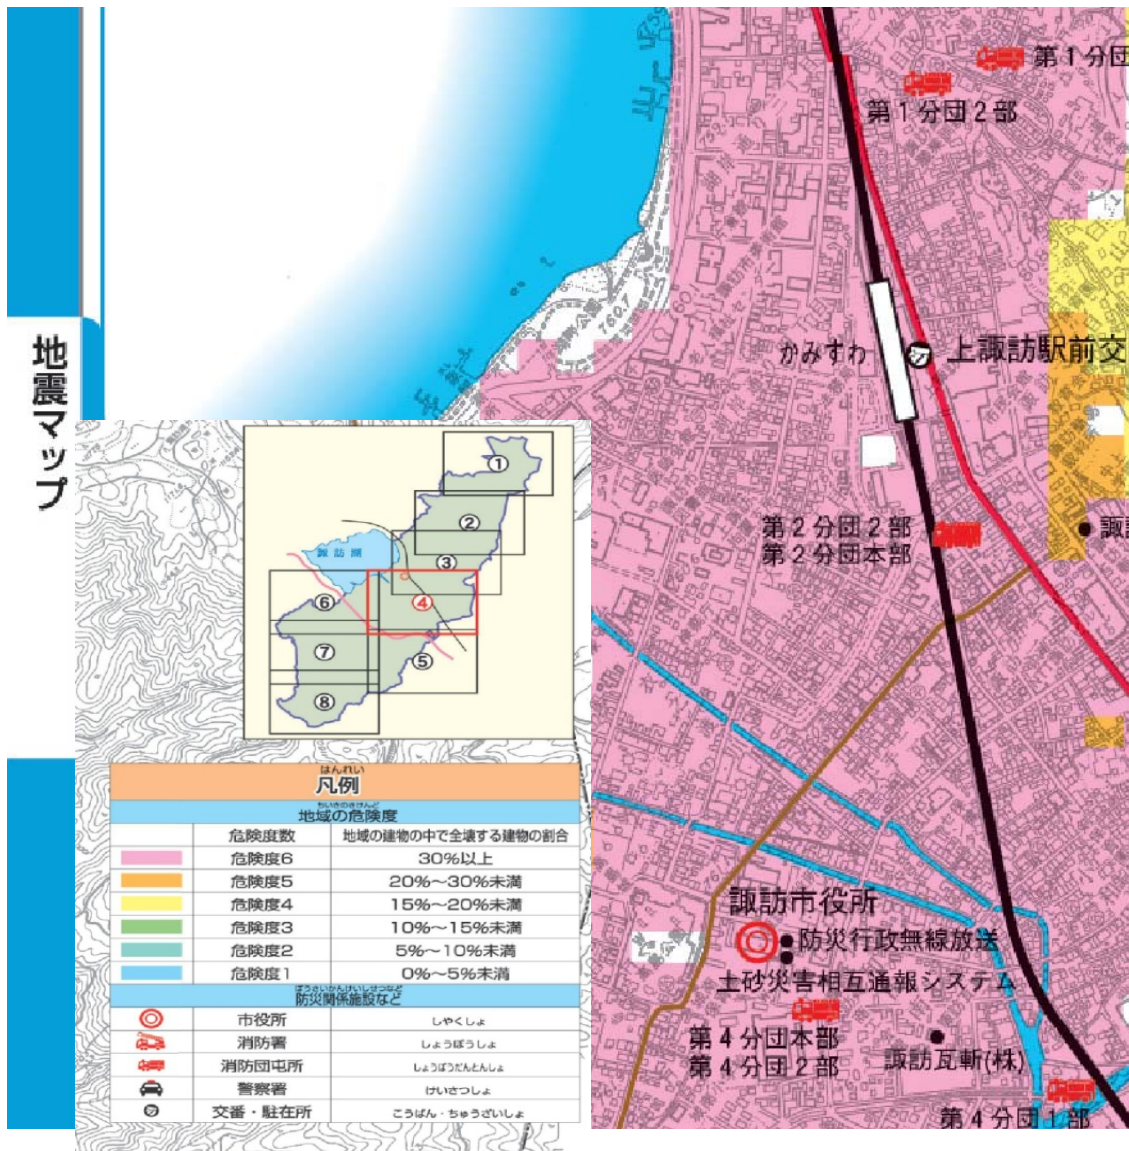 地震マップ
第1分団
第1分団2部
760.7
かみすわ
上諏訪駅前交
第2分団2部
第2分団本部
諏訪市役所
防災行政無線放送
土砂災害相互通報システム
第4分団本部
第4分団2部
諏訪瓦斯(株)
第4分団1部
諏訪湖
①
②
③
④
⑤
⑥
⑦
⑧
はんれい
凡例
ちいきのきけんど
地域の危険度
危険度数 地域の建物の中で全壊する建物の割合
危険度6 30%以上
危険度5 20%～30%未満
危険度4 15%～20%未満
危険度3 10%～15%未満
危険度2 5%～10%未満
危険度1 0%～5%未満
ぼうさいかんけいしせつなど
防災関係施設など
市役所 しやくしょ
消防署 しょうぼうしょ
消防団屯所 しょうぼうだんとんしょ
警察署 けいさつしょ
交番・駐在所 こうばん・ちゅうざいしょ